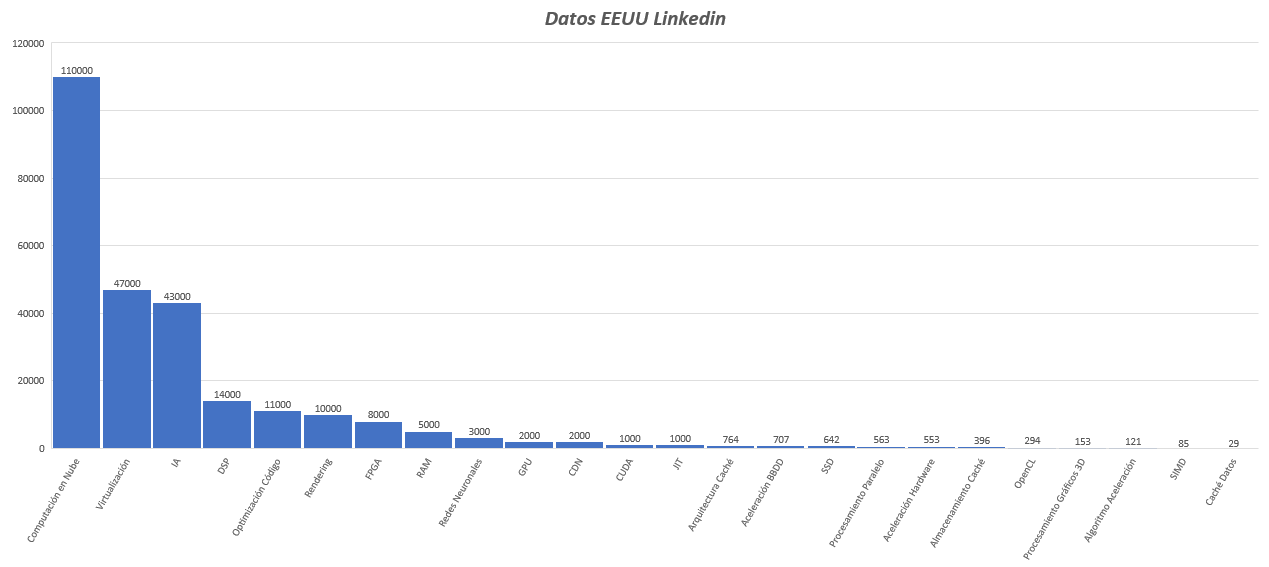 Datos EEUU Linkedin
120000
100000
80000
60000
40000
20000
0
110000
47000
43000
14000
11000
10000
8000
5000
3000
2000
2000
1000
1000
764
707
642
563
553
396
294
153
121
85
29
Computación en Nube
Virtualización
IA
DSP
Optimización Código
Rendering
FPGA
RAM
Redes Neuronales
GPU
CDN
CUDA
JIT
Arquitectura Caché
Aceleración BBDD
SSD
Procesamiento Paralelo
Aceleración Hardware
Almacenamiento Caché
OpenCL
Procesamiento Gráficos 3D
Algoritmo Aceleración
SIMD
Caché Datos